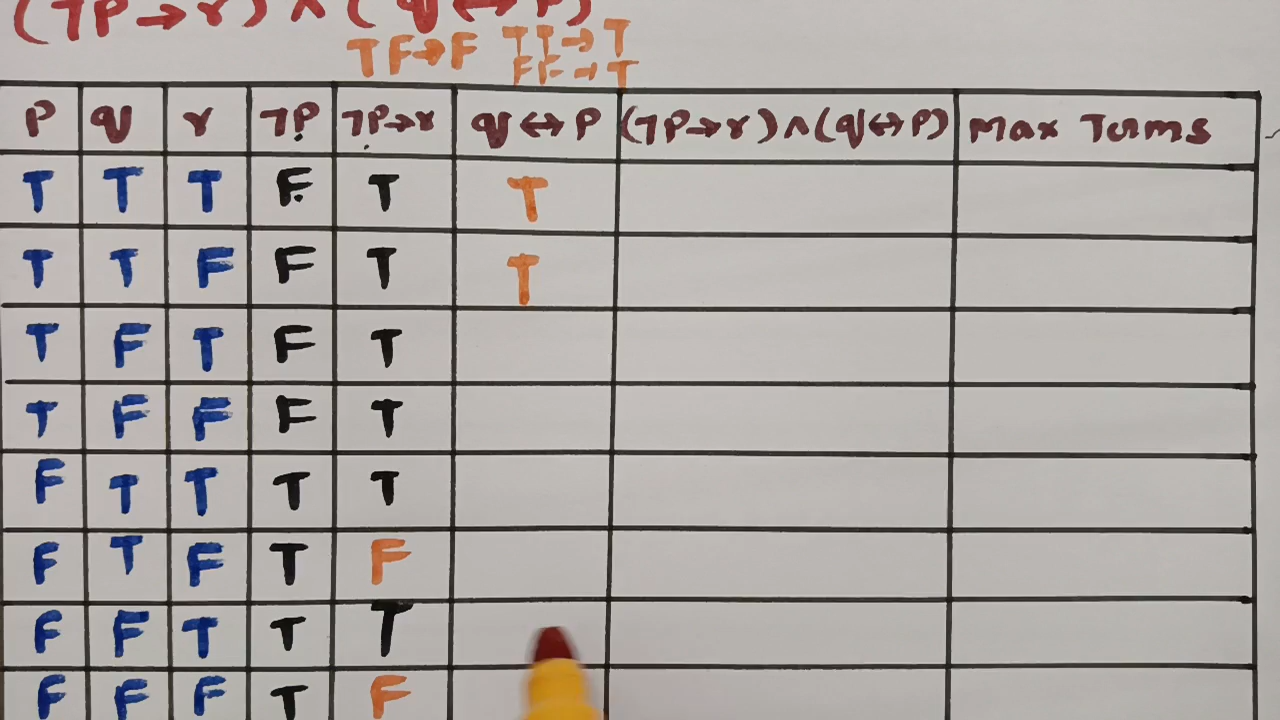 (¬P→r) ∧ (q↔P)
TF→F TT→T
FF→T
P q r ¬P ¬P→r q↔P (¬P→r)∧(q↔P) Max Terms
T T T F T T
T T F F T T
T F T F T
T F F F T
F T T T T
F T F T F
F F T T T
F F F T F